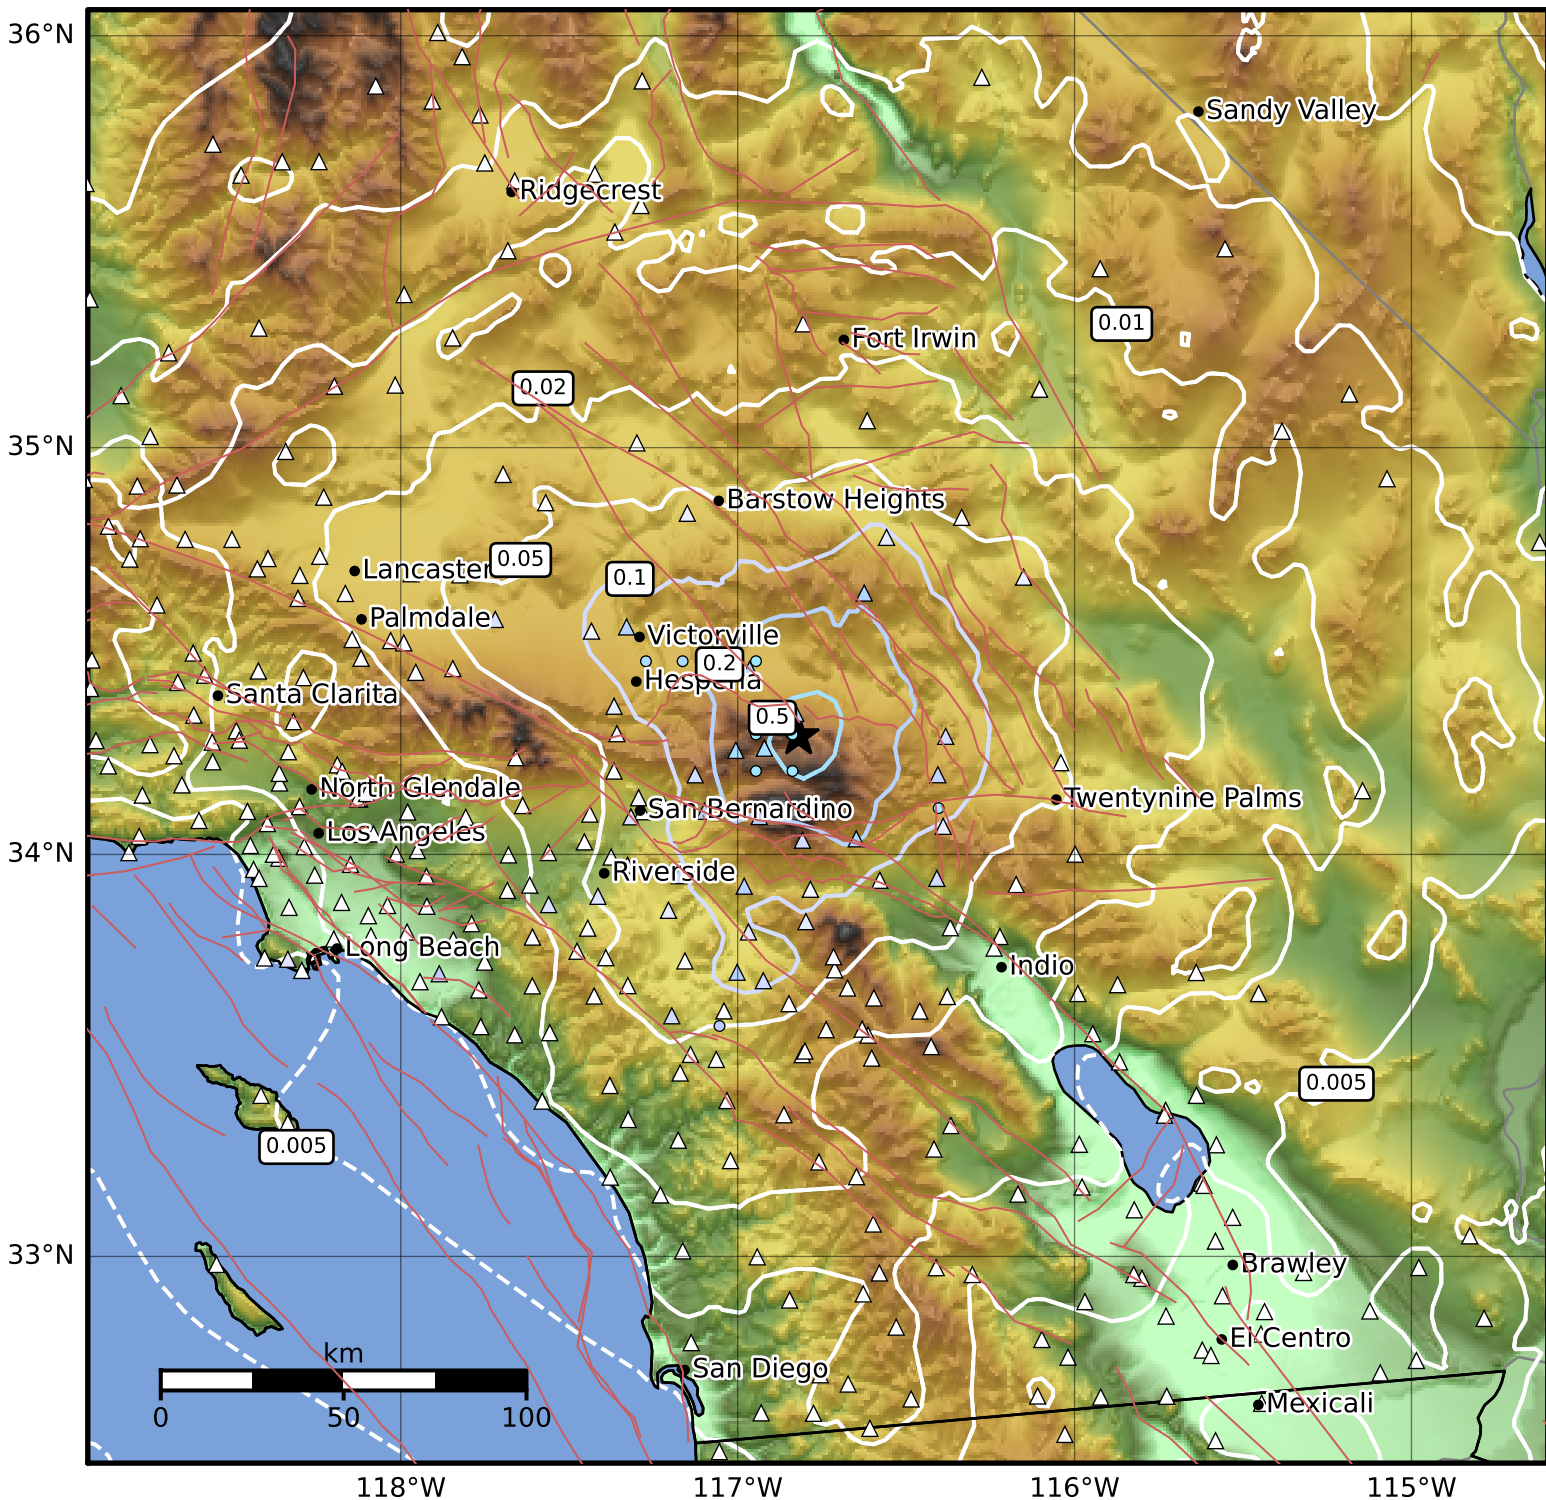 36°N
Sandy Valley
Ridgecrest
0.01
Fort Irwin
0.02
35°N
Barstow Heights
0.05
Lancaster
0.1
Palmdale
Victorville
0.2
Hesperia
Santa Clarita
0.5
North Glendale
San Bernardino
Twentynine Palms
Los Angeles
34°N
Riverside
Long Beach
Indio
0.005
0.005
33°N
Brawley
El Centro
km
San Diego
Mexicali
0 50 100
118°W 117°W 116°W 115°W